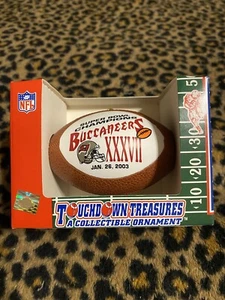 NFL
SUPER BOWL
CHAMPIONS
BUCCANEERS
XXXVII
JAN. 26, 2003
5
10 20 30
TOUCHDOWN TREASURES
A COLLECTIBLE ORNAMENT